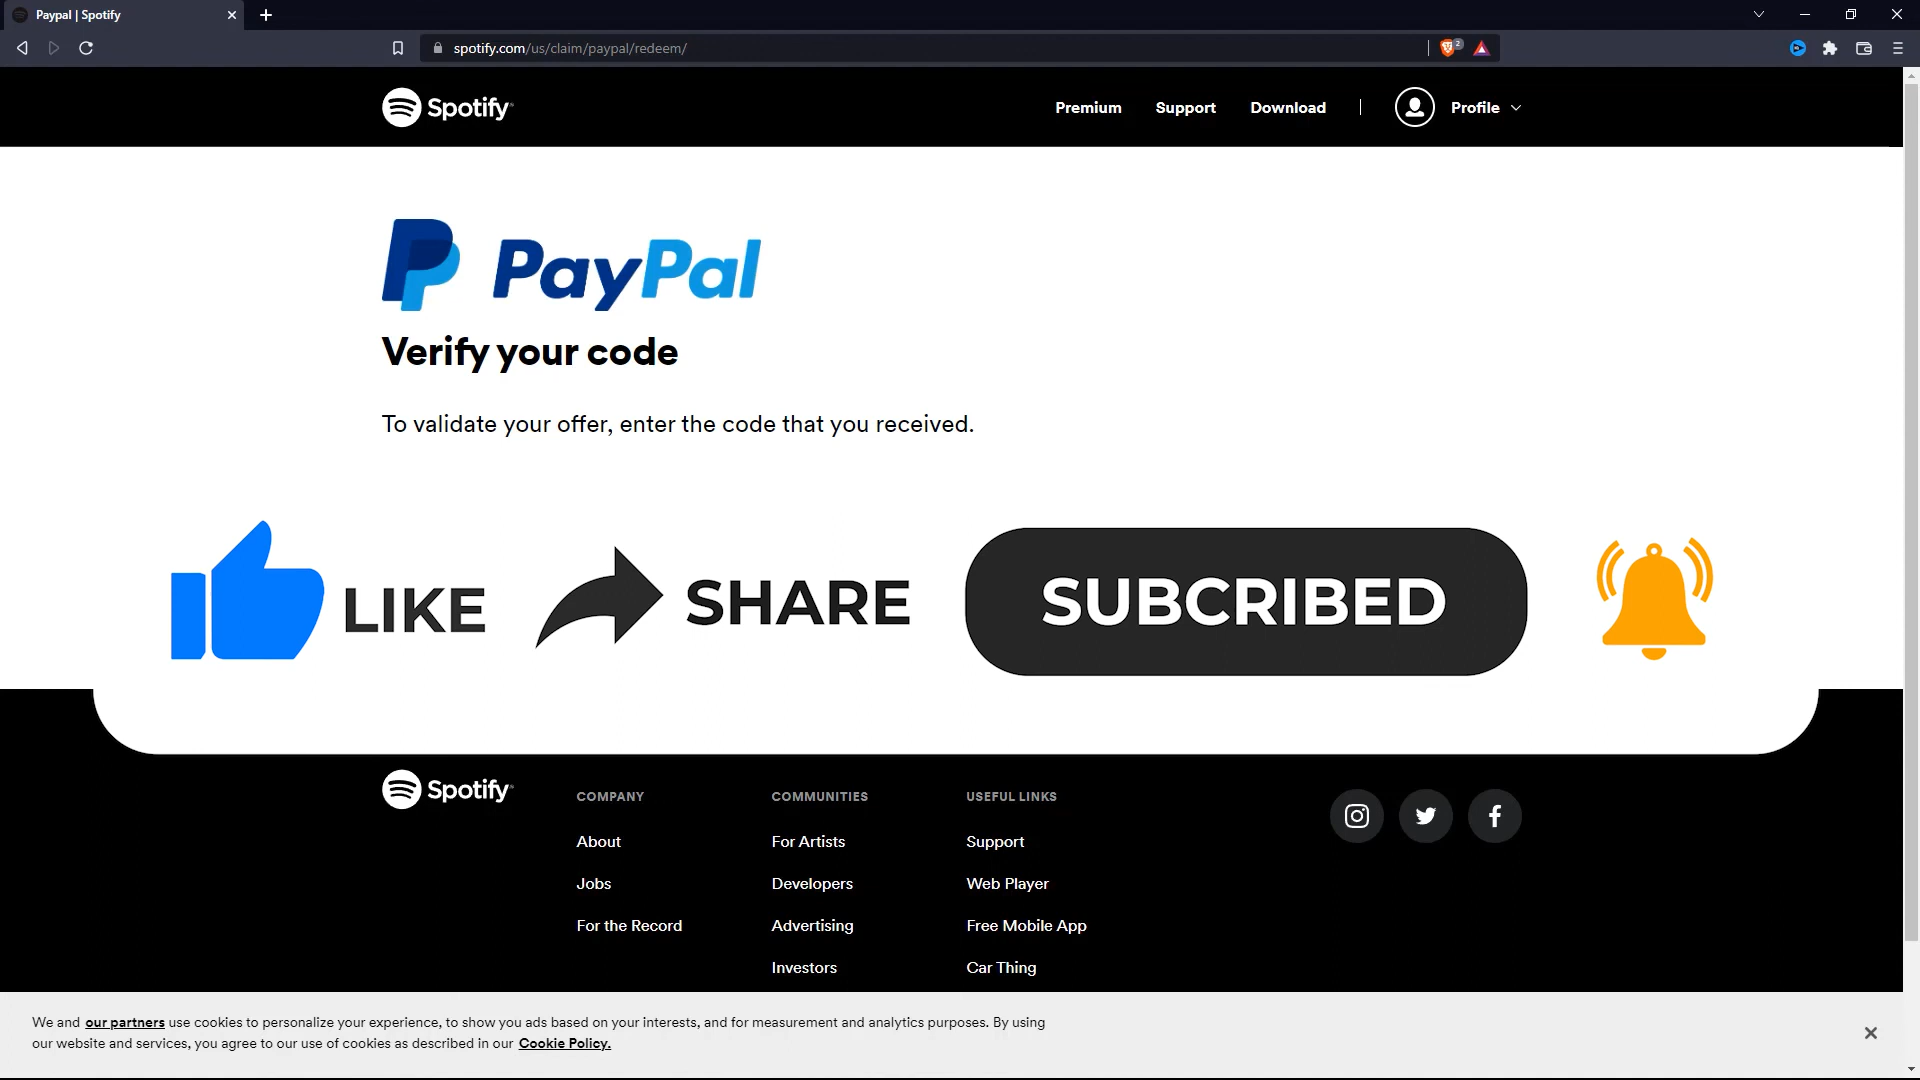 Paypal | Spotify
spotify.com/us/claim/paypal/redeem/
2
Spotify
Premium
Support
Download
Profile
PayPal
Verify your code
To validate your offer, enter the code that you received.
LIKE
SHARE
SUBCRIBED
Spotify
COMPANY
About
Jobs
For the Record
COMMUNITIES
For Artists
Developers
Advertising
Investors
USEFUL LINKS
Support
Web Player
Free Mobile App
Car Thing
We and our partners use cookies to personalize your experience, to show you ads based on your interests, and for measurement and analytics purposes. By using
our website and services, you agree to our use of cookies as described in our Cookie Policy.